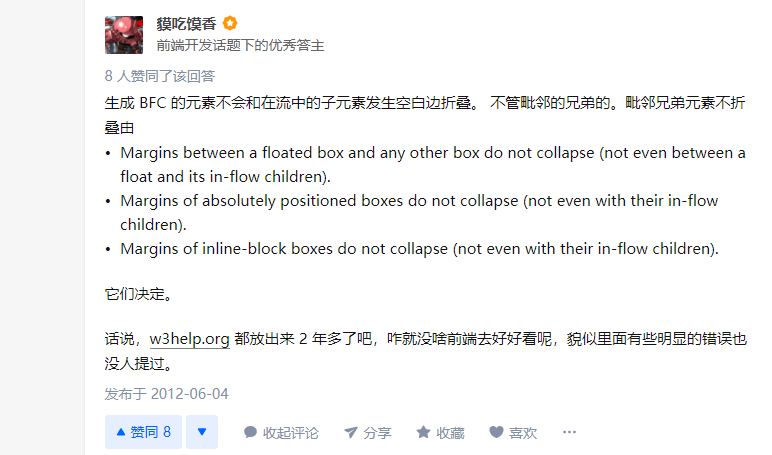 貘吃馍香
前端开发话题下的优秀答主
8 人赞同了该回答
生成 BFC 的元素不会和在流中的子元素发生空白边折叠。 不管毗邻的兄弟的。毗邻兄弟元素不折
叠由
• Margins between a floated box and any other box do not collapse (not even between a
float and its in-flow children).
• Margins of absolutely positioned boxes do not collapse (not even with their in-flow
children).
• Margins of inline-block boxes do not collapse (not even with their in-flow children).
它们决定。
话说，w3help.org 都放出来 2 年多了吧，咋就没啥前端去好好看呢，貌似里面有些明显的错误也
没人提过。
发布于 2012-06-04
赞同 8 收起评论 分享 收藏 喜欢 ···